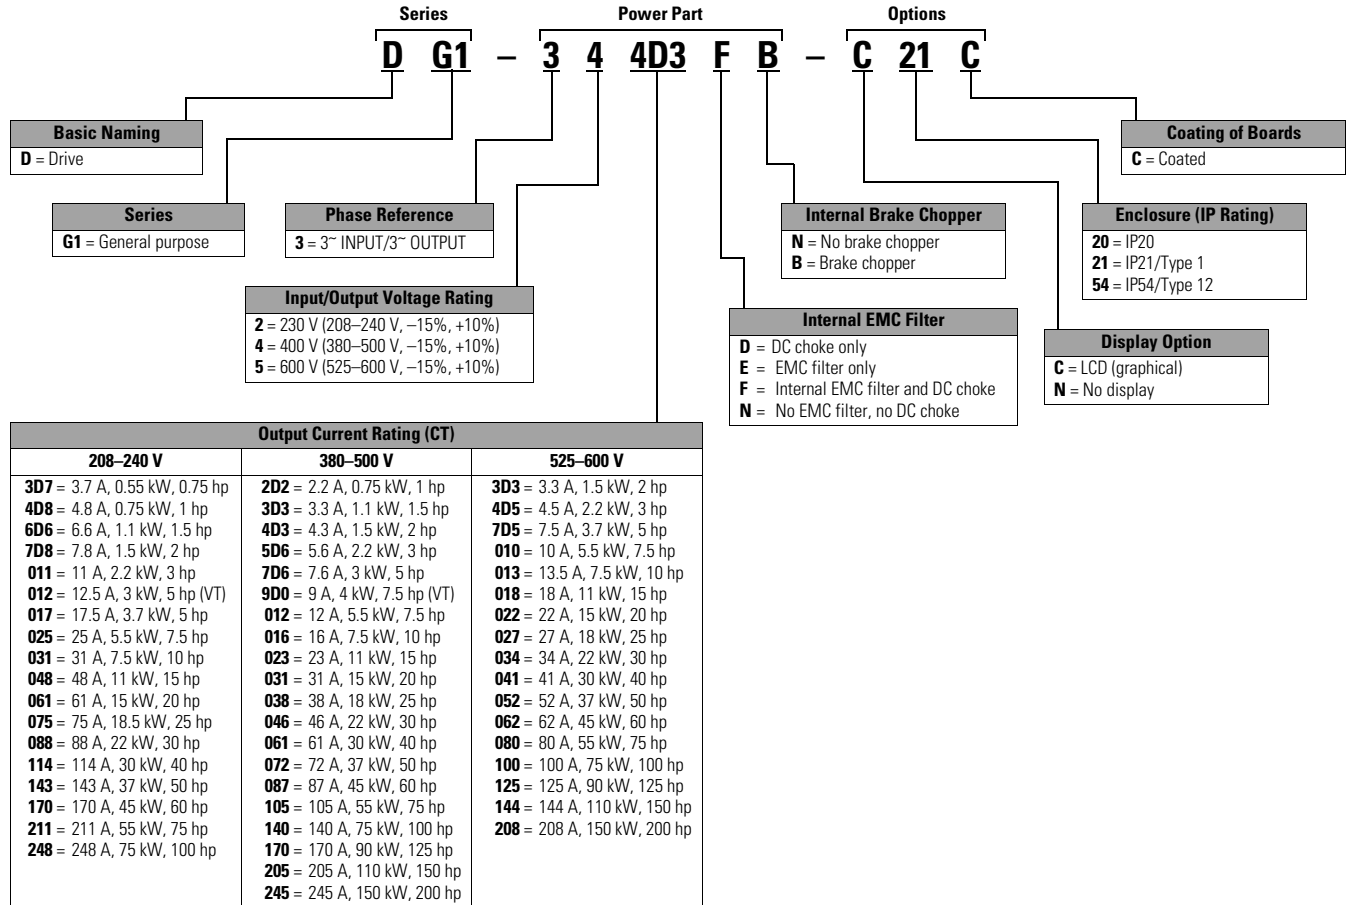 Series Power Part Options
D G1 – 3 4 4D3 F B – C 21 C
Basic Naming
D = Drive
Series
G1 = General purpose
Phase Reference
3 = 3~ INPUT/3~ OUTPUT
Input/Output Voltage Rating
2 = 230 V (208–240 V, –15%, +10%)
4 = 400 V (380–500 V, –15%, +10%)
5 = 600 V (525–600 V, –15%, +10%)
Internal Brake Chopper
N = No brake chopper
B = Brake chopper
Internal EMC Filter
D = DC choke only
E = EMC filter only
F = Internal EMC filter and DC choke
N = No EMC filter, no DC choke
Coating of Boards
C = Coated
Enclosure (IP Rating)
20 = IP20
21 = IP21/Type 1
54 = IP54/Type 12
Display Option
C = LCD (graphical)
N = No display
Output Current Rating (CT)
208–240 V
3D7 = 3.7 A, 0.55 kW, 0.75 hp
4D8 = 4.8 A, 0.75 kW, 1 hp
6D6 = 6.6 A, 1.1 kW, 1.5 hp
7D8 = 7.8 A, 1.5 kW, 2 hp
011 = 11 A, 2.2 kW, 3 hp
012 = 12.5 A, 3 kW, 5 hp (VT)
017 = 17.5 A, 3.7 kW, 5 hp
025 = 25 A, 5.5 kW, 7.5 hp
031 = 31 A, 7.5 kW, 10 hp
048 = 48 A, 11 kW, 15 hp
061 = 61 A, 15 kW, 20 hp
075 = 75 A, 18.5 kW, 25 hp
088 = 88 A, 22 kW, 30 hp
114 = 114 A, 30 kW, 40 hp
143 = 143 A, 37 kW, 50 hp
170 = 170 A, 45 kW, 60 hp
211 = 211 A, 55 kW, 75 hp
248 = 248 A, 75 kW, 100 hp
380–500 V
2D2 = 2.2 A, 0.75 kW, 1 hp
3D3 = 3.3 A, 1.1 kW, 1.5 hp
4D3 = 4.3 A, 1.5 kW, 2 hp
5D6 = 5.6 A, 2.2 kW, 3 hp
7D6 = 7.6 A, 3 kW, 5 hp
9D0 = 9 A, 4 kW, 7.5 hp (VT)
012 = 12 A, 5.5 kW, 7.5 hp
016 = 16 A, 7.5 kW, 10 hp
023 = 23 A, 11 kW, 15 hp
031 = 31 A, 15 kW, 20 hp
038 = 38 A, 18 kW, 25 hp
046 = 46 A, 22 kW, 30 hp
061 = 61 A, 30 kW, 40 hp
072 = 72 A, 37 kW, 50 hp
087 = 87 A, 45 kW, 60 hp
105 = 105 A, 55 kW, 75 hp
140 = 140 A, 75 kW, 100 hp
170 = 170 A, 90 kW, 125 hp
205 = 205 A, 110 kW, 150 hp
245 = 245 A, 150 kW, 200 hp
525–600 V
3D3 = 3.3 A, 1.5 kW, 2 hp
4D5 = 4.5 A, 2.2 kW, 3 hp
7D5 = 7.5 A, 3.7 kW, 5 hp
010 = 10 A, 5.5 kW, 7.5 hp
013 = 13.5 A, 7.5 kW, 10 hp
018 = 18 A, 11 kW, 15 hp
022 = 22 A, 15 kW, 20 hp
027 = 27 A, 18 kW, 25 hp
034 = 34 A, 22 kW, 30 hp
041 = 41 A, 30 kW, 40 hp
052 = 52 A, 37 kW, 50 hp
062 = 62 A, 45 kW, 60 hp
080 = 80 A, 55 kW, 75 hp
100 = 100 A, 75 kW, 100 hp
125 = 125 A, 90 kW, 125 hp
144 = 144 A, 110 kW, 150 hp
208 = 208 A, 150 kW, 200 hp